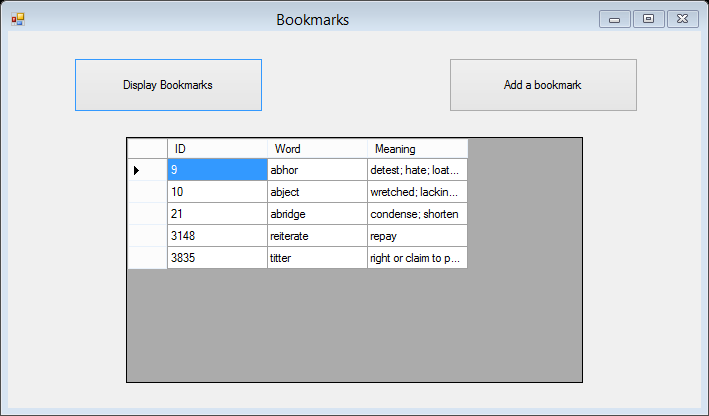 Bookmarks
Display Bookmarks
Add a bookmark
ID Word Meaning
9 abhor detest; hate; loat...
10 abject wretched; lackin...
21 abridge condense; shorten
3148 reiterate repay
3835 titter right or claim to p...